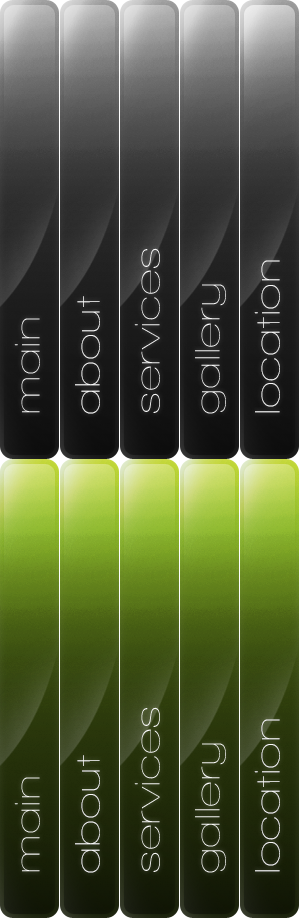 main
about
services
gallery
location
main
about
services
gallery
location